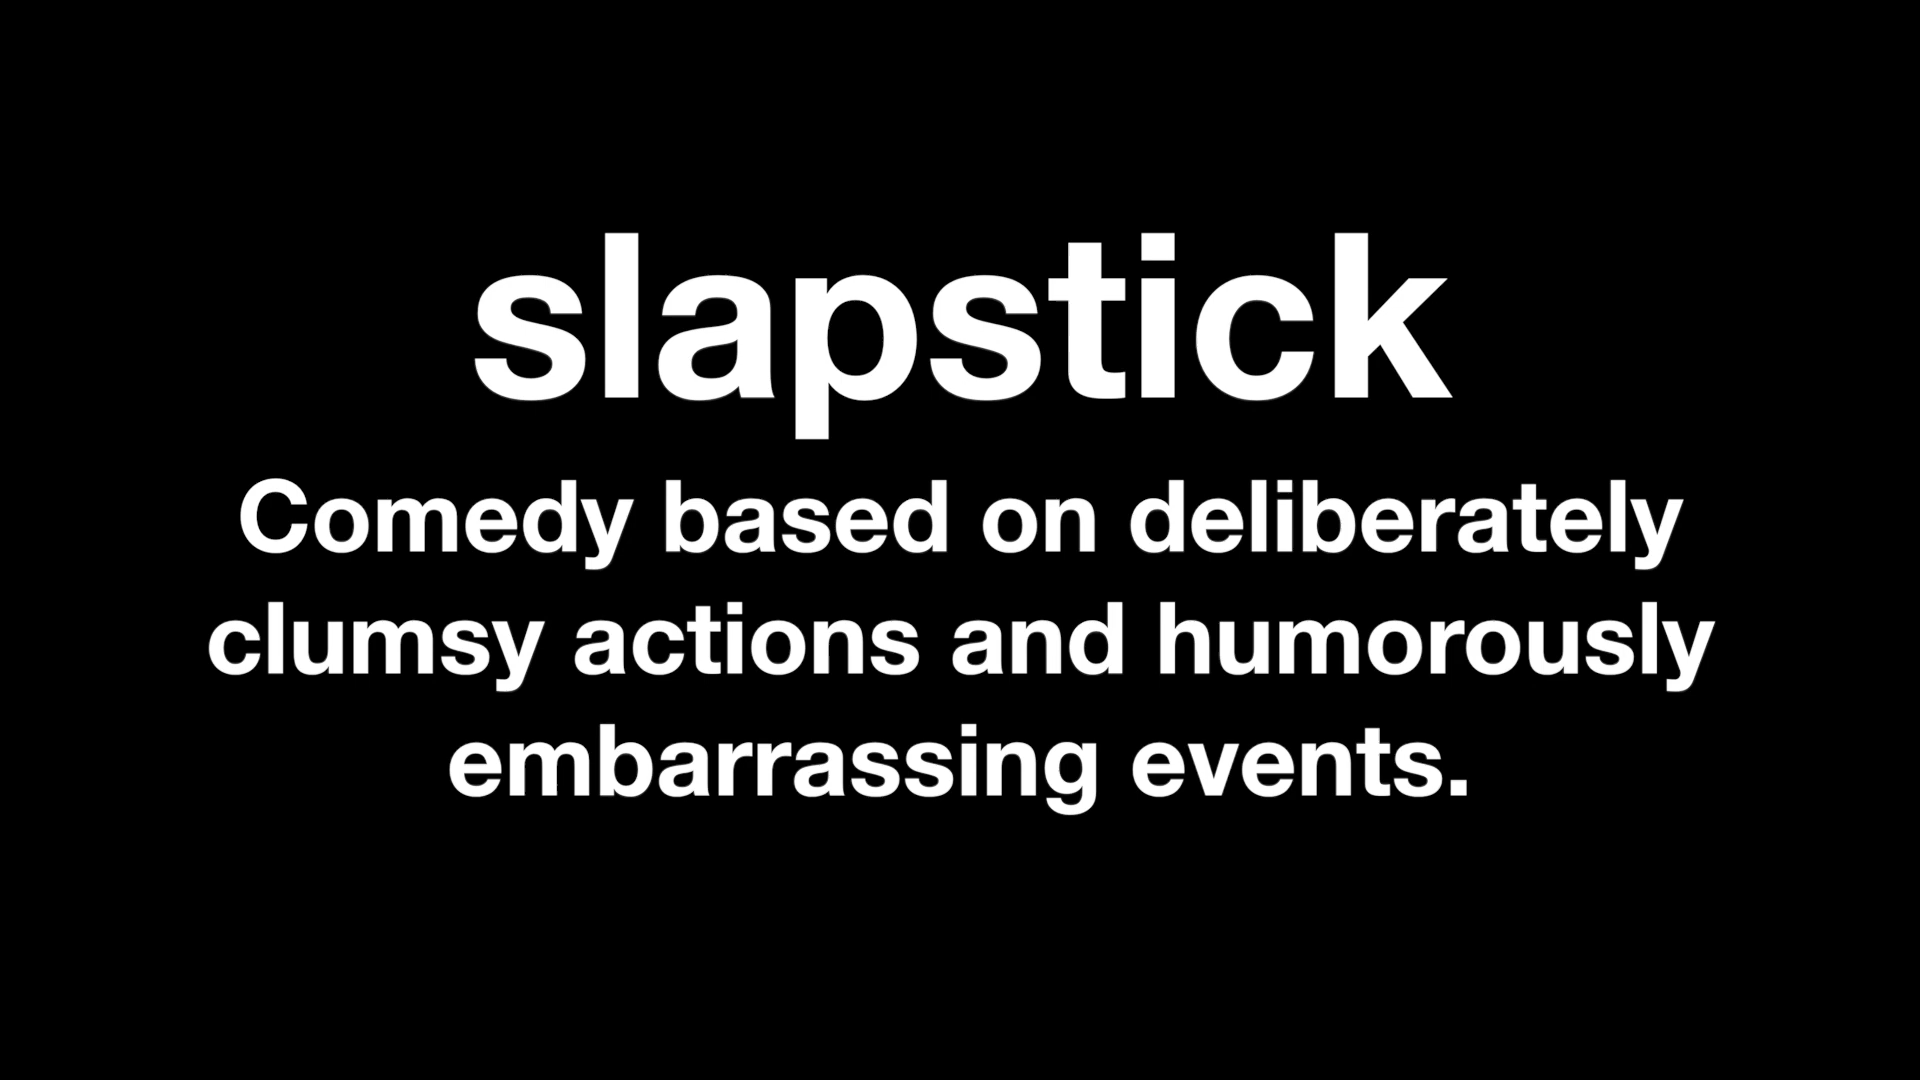 slapstick
Comedy based on deliberately
clumsy actions and humorously
embarrassing events.